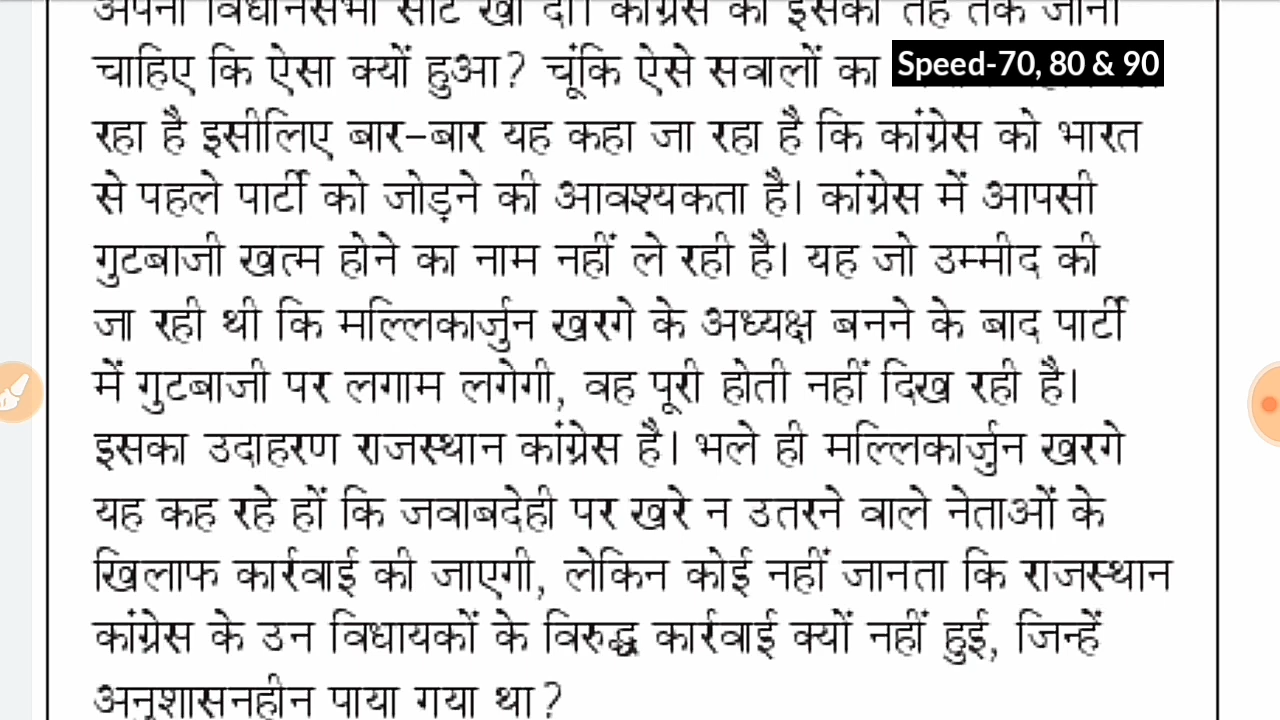 अपनी विधानसभा सीट खो दी। कांग्रेस को इसकी तह तक जाना
चाहिए कि ऐसा क्यों हुआ? चूंकि ऐसे सवालों का
Speed-70, 80 & 90
रहा है इसीलिए बार-बार यह कहा जा रहा है कि कांग्रेस को भारत
से पहले पार्टी को जोड़ने की आवश्यकता है। कांग्रेस में आपसी
गुटबाजी खत्म होने का नाम नहीं ले रही है। यह जो उम्मीद की
जा रही थी कि मल्लिकार्जुन खरगे के अध्यक्ष बनने के बाद पार्टी
में गुटबाजी पर लगाम लगेगी, वह पूरी होती नहीं दिख रही है।
इसका उदाहरण राजस्थान कांग्रेस है। भले ही मल्लिकार्जुन खरगे
यह कह रहे हों कि जवाबदेही पर खरे न उतरने वाले नेताओं के
खिलाफ कार्रवाई की जाएगी, लेकिन कोई नहीं जानता कि राजस्थान
कांग्रेस के उन विधायकों के विरुद्ध कार्रवाई क्यों नहीं हुई, जिन्हें
अनुशासनहीन पाया गया था?